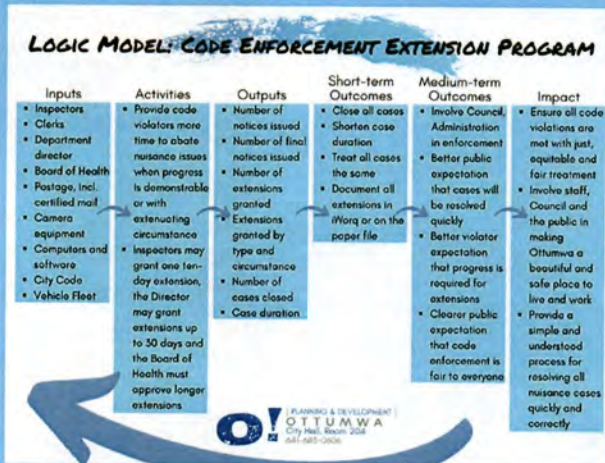 LOGIC MODEL: CODE ENFORCEMENT EXTENSION PROGRAM
Inputs
▪ Inspectors
▪ Clerks
▪ Department
director
▪ Board of Health
▪ Postage, Incl.
certified mail
▪ Camera
equipment
▪ Computers and
software
▪ City Code
▪ Vehicle Fleet
Activities
▪ Provide code
violators more
time to abate
nuisance issues
when progress
is demonstrable
or with
extenuating
circumstance
▪ Inspectors may
grant one ten-
day extension,
the Director
may grant
extensions up
to 30 days and
the Board of
Health must
approve longer
extensions
Outputs
▪ Number of
notices issued
▪ Number of final
notices issued
▪ Number of
extensions
granted
▪ Extensions
granted by
type and
circumstance
▪ Number of
cases closed
▪ Case duration
Short-term
Outcomes
▪ Close all cases
▪ Shorten case
duration
▪ Treat all cases
the same
▪ Document all
extensions in
iWorq or on the
paper file
Medium-term
Outcomes
▪ Involve Council,
Administration
in enforcement
▪ Better public
expectation
that cases will
be resolved
quickly
▪ Better violator
expectation
that progress is
required for
extensions
▪ Clearer public
expectation
that code
enforcement is
fair to everyone
Impact
▪ Ensure all code
violations are
met with just,
equitable and
fair treatment
▪ Involve staff,
Council and
the public in
making
Ottumwa a
beautiful and
safe place to
live and work
▪ Provide a
simple and
understood
process for
resolving all
nuisance cases
quickly and
correctly
O!
| PLANNING & DEVELOPMENT |
OTTUMWA
City Hall, Room 204
641-683-0606